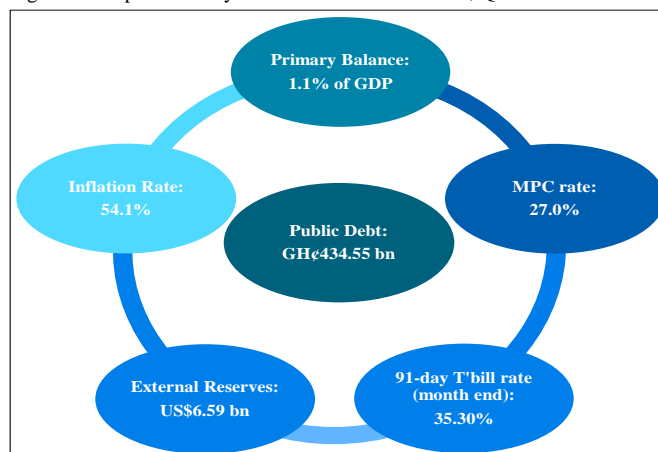 Primary Balance:
1.1% of GDP
Inflation Rate:
54.1%
MPC rate:
27.0%
Public Debt:
GH¢434.55 bn
External Reserves:
US$6.59 bn
91-day T'bill rate
(month end):
35.30%